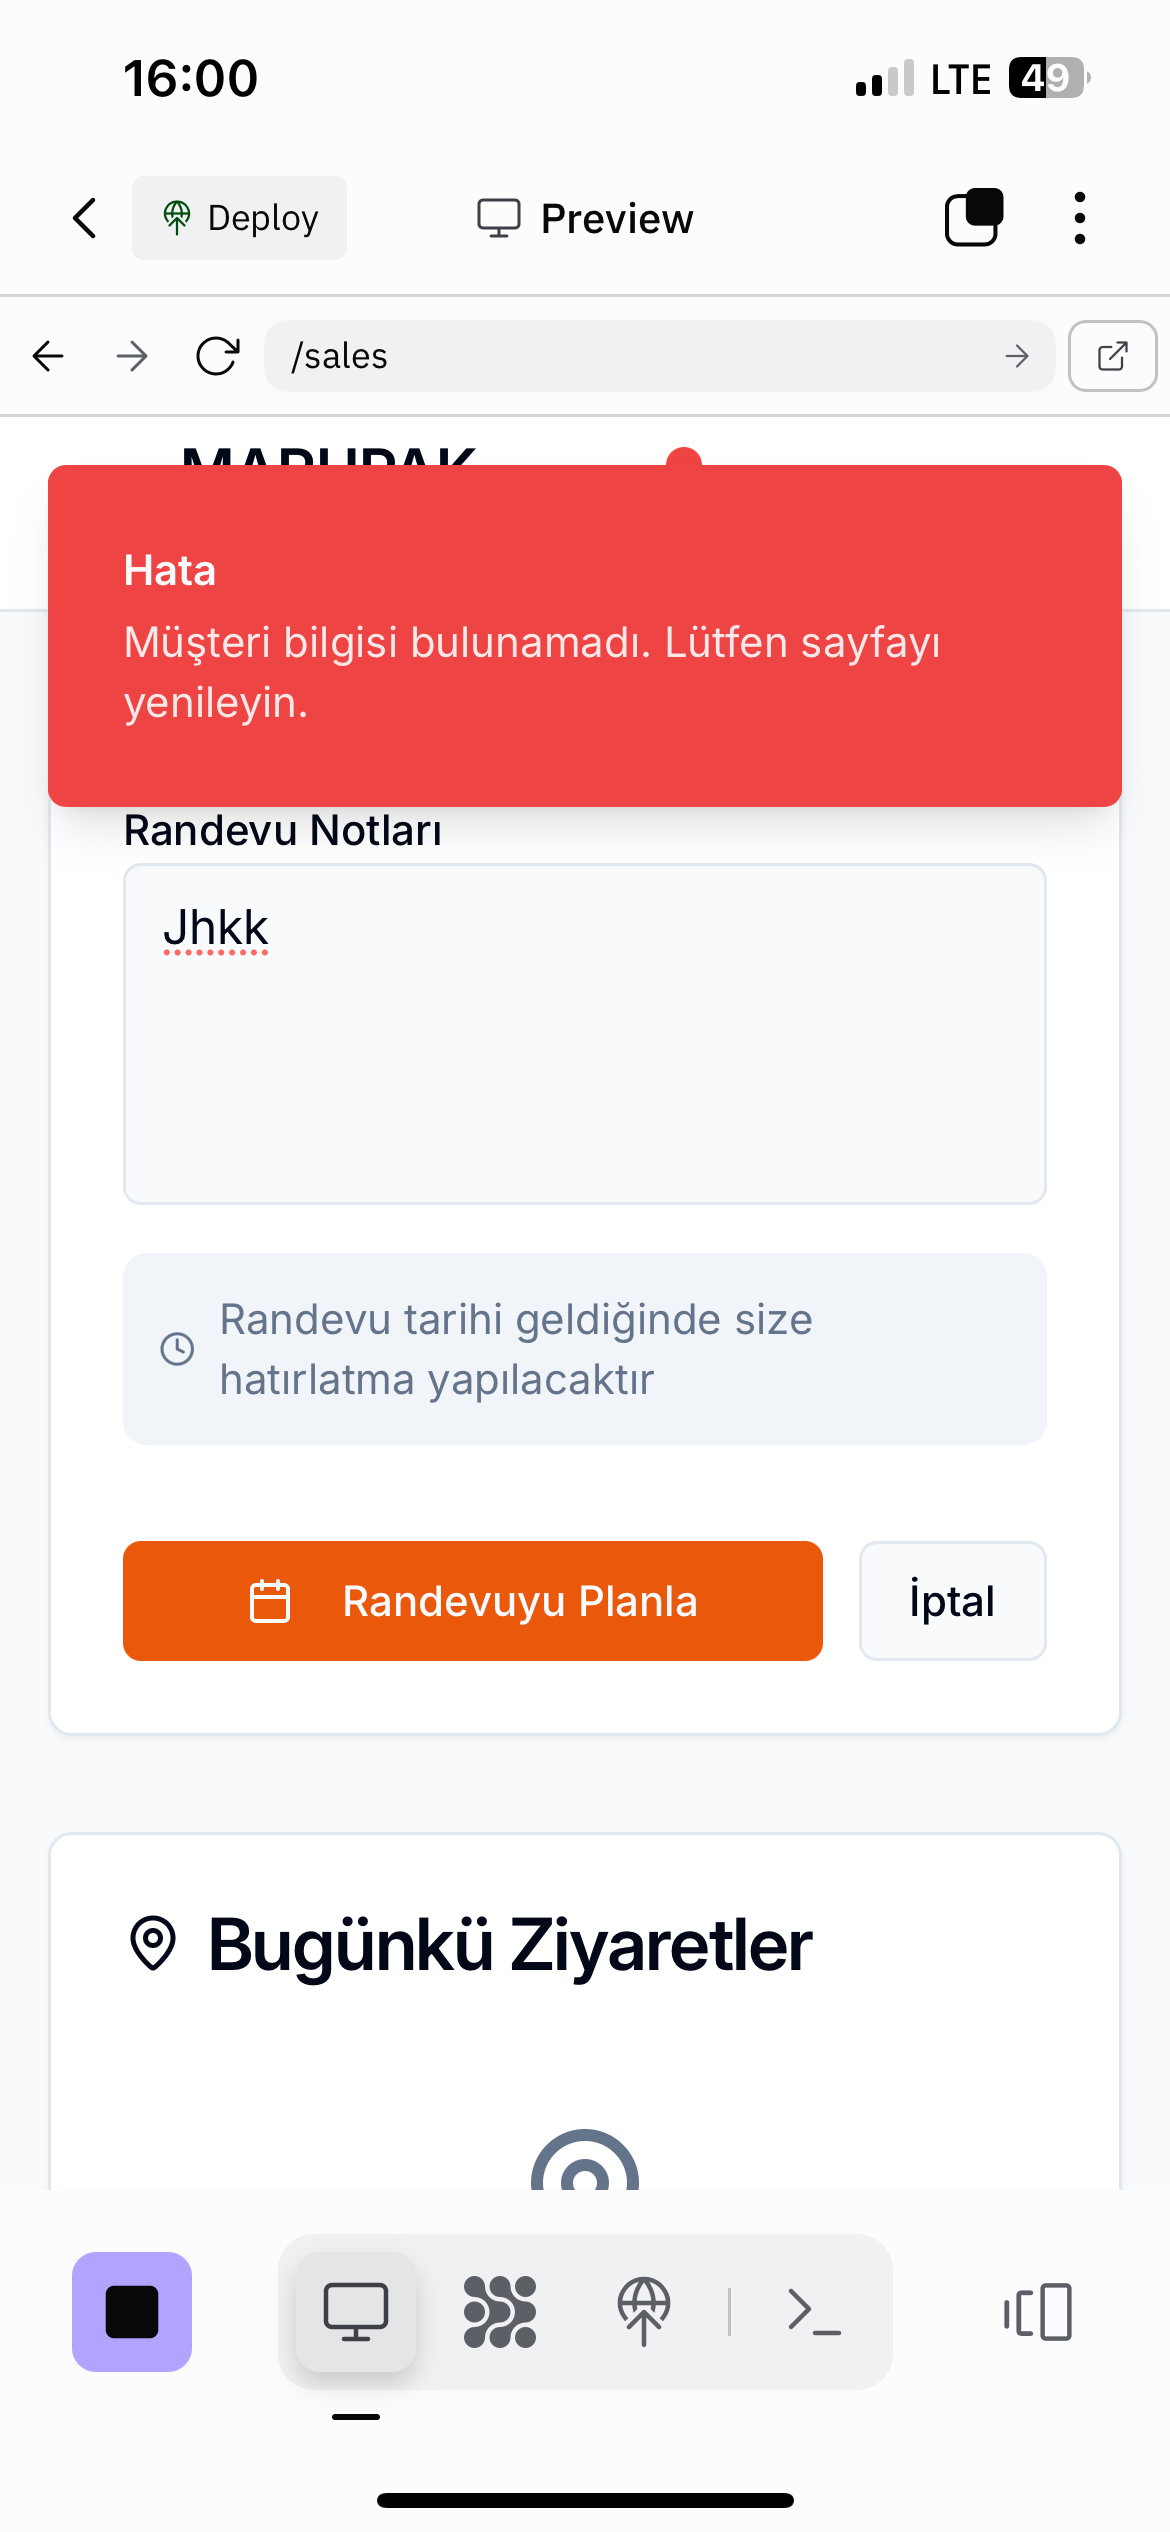 16:00
LTE 49
Deploy
Preview
/sales
Hata
Müşteri bilgisi bulunamadı. Lütfen sayfayı
yenileyin.
Randevu Notları
Jhkk
Randevu tarihi geldiğinde size
hatırlatma yapılacaktır
Randevuyu Planla
İptal
Bugünkü Ziyaretler